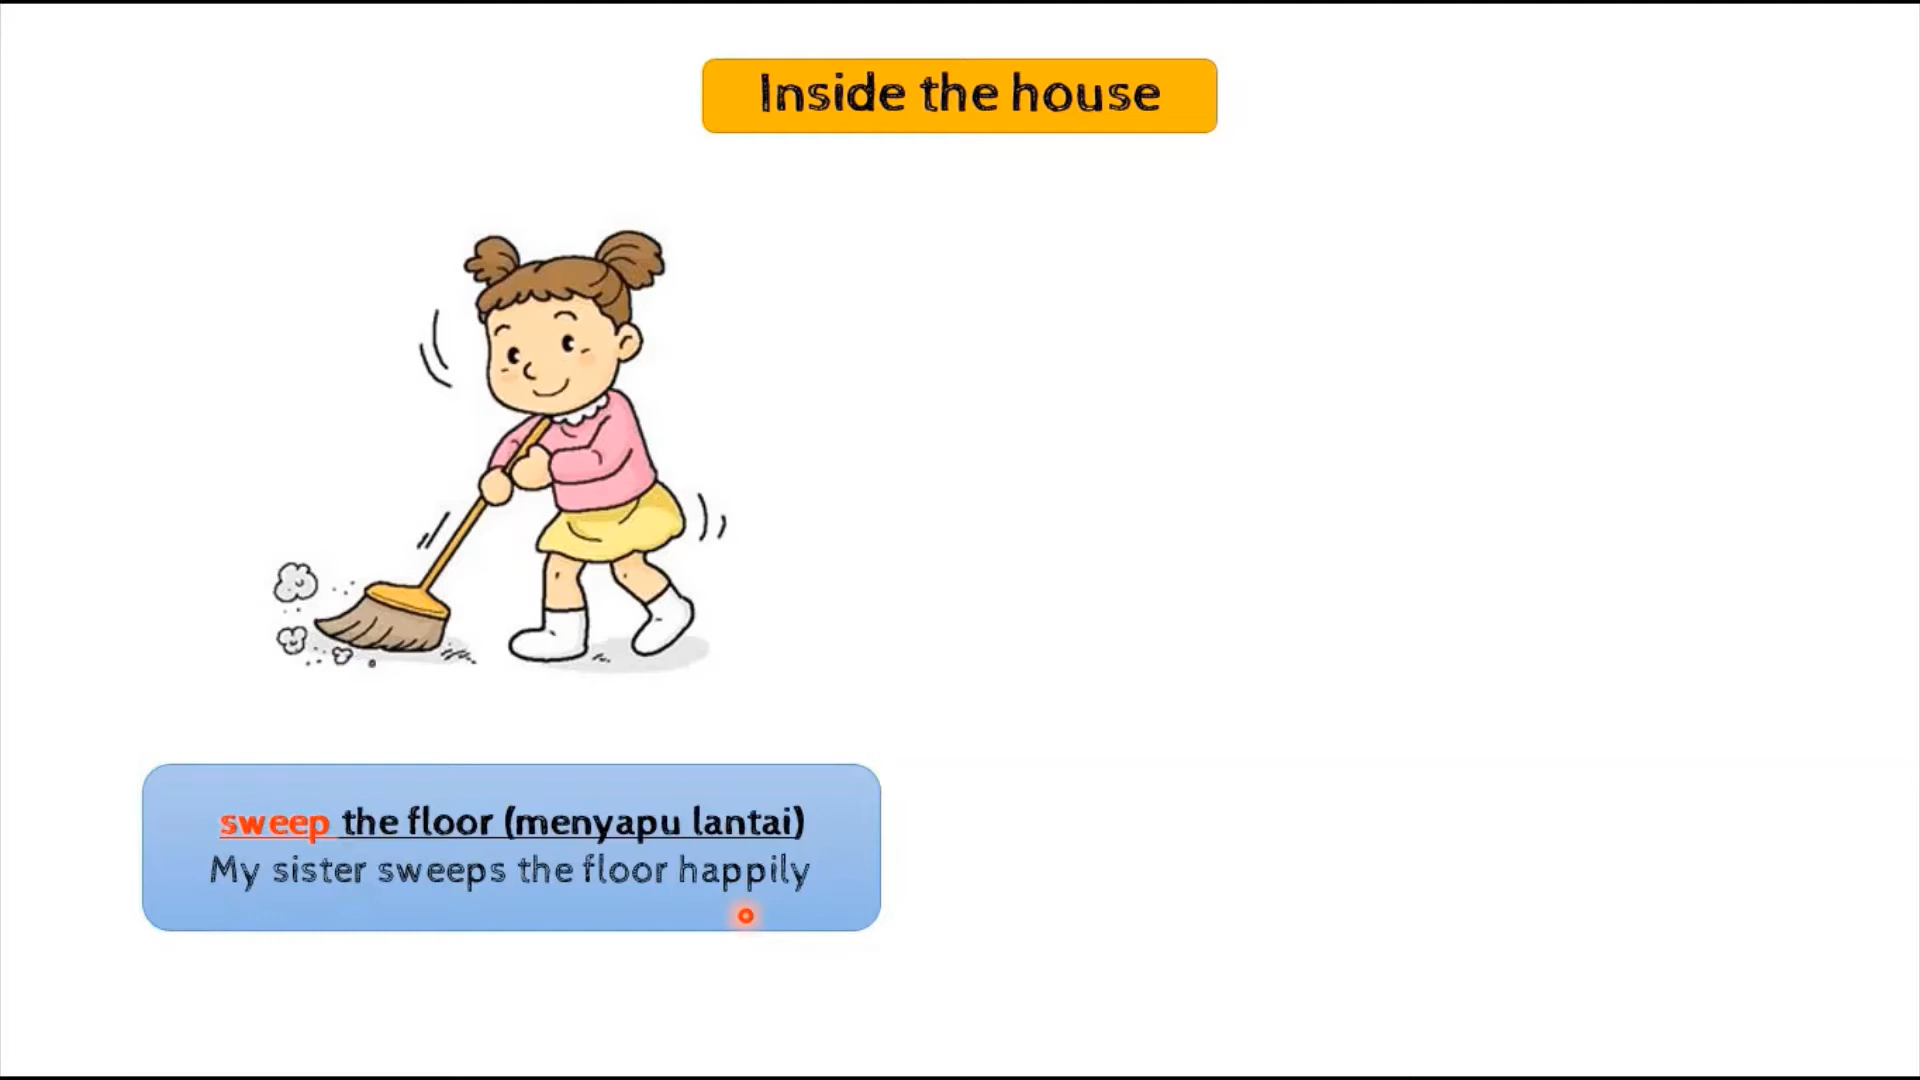 Inside the house
sweep the floor (menyapu lantai)
My sister sweeps the floor happily